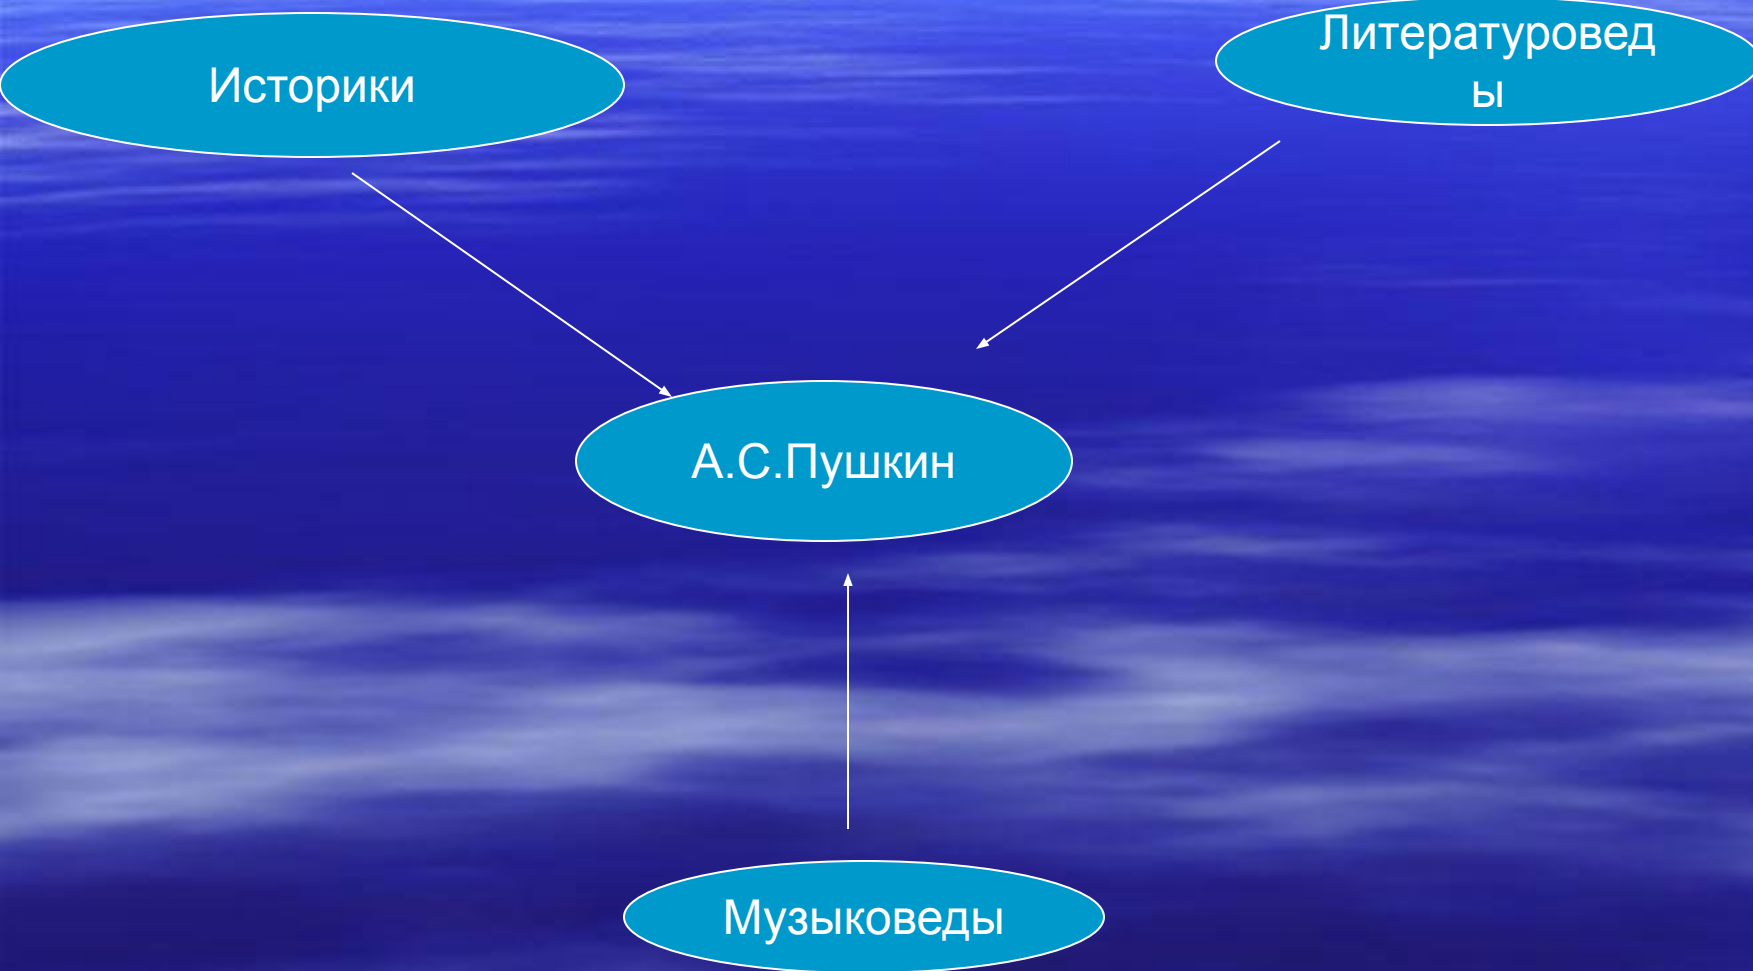 Историки
Литературовед
ы
А.С.Пушкин
Музыковеды